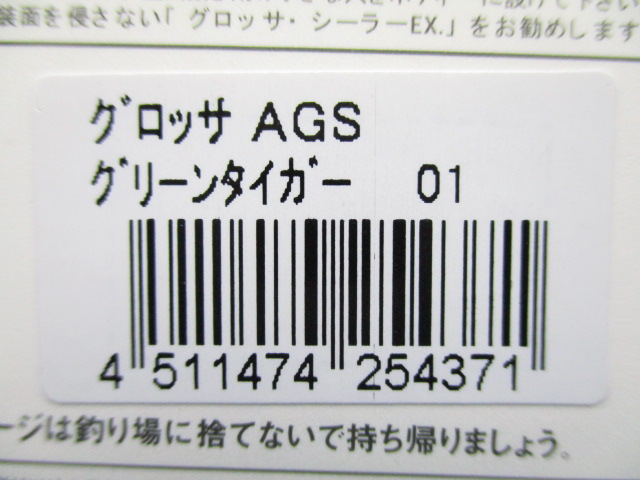 装面を侵さない「グロッサ・シーラーEX.」をお勧めします
グロッサ AGS
グリーンタイガー 01
4 511474 254371
ージは釣り場に捨てないで持ち帰りましょう。